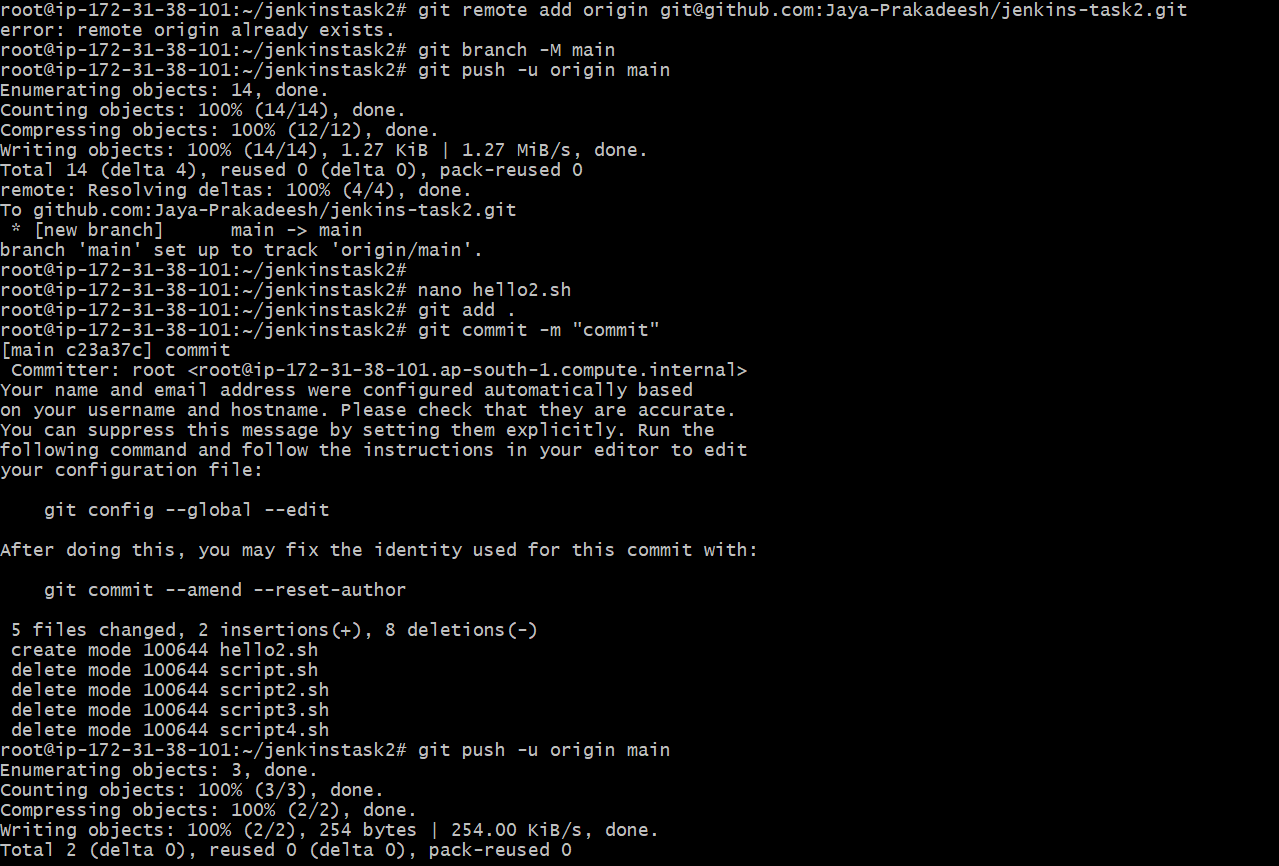 root@ip-172-31-38-101:~/jenkinstask2# git remote add origin git@github.com:Jaya-Prakadeesh/jenkins-task2.git
error: remote origin already exists.
root@ip-172-31-38-101:~/jenkinstask2# git branch -M main
root@ip-172-31-38-101:~/jenkinstask2# git push -u origin main
Enumerating objects: 14, done.
Counting objects: 100% (14/14), done.
Compressing objects: 100% (12/12), done.
Writing objects: 100% (14/14), 1.27 KiB | 1.27 MiB/s, done.
Total 14 (delta 4), reused 0 (delta 0), pack-reused 0
remote: Resolving deltas: 100% (4/4), done.
To github.com:Jaya-Prakadeesh/jenkins-task2.git
 * [new branch]      main -> main
branch 'main' set up to track 'origin/main'.
root@ip-172-31-38-101:~/jenkinstask2#
root@ip-172-31-38-101:~/jenkinstask2# nano hello2.sh
root@ip-172-31-38-101:~/jenkinstask2# git add .
root@ip-172-31-38-101:~/jenkinstask2# git commit -m "commit"
[main c23a37c] commit
 Committer: root <root@ip-172-31-38-101.ap-south-1.compute.internal>
Your name and email address were configured automatically based
on your username and hostname. Please check that they are accurate.
You can suppress this message by setting them explicitly. Run the
following command and follow the instructions in your editor to edit
your configuration file:

    git config --global --edit

After doing this, you may fix the identity used for this commit with:

    git commit --amend --reset-author

 5 files changed, 2 insertions(+), 8 deletions(-)
 create mode 100644 hello2.sh
 delete mode 100644 script.sh
 delete mode 100644 script2.sh
 delete mode 100644 script3.sh
 delete mode 100644 script4.sh
root@ip-172-31-38-101:~/jenkinstask2# git push -u origin main
Enumerating objects: 3, done.
Counting objects: 100% (3/3), done.
Compressing objects: 100% (2/2), done.
Writing objects: 100% (2/2), 254 bytes | 254.00 KiB/s, done.
Total 2 (delta 0), reused 0 (delta 0), pack-reused 0